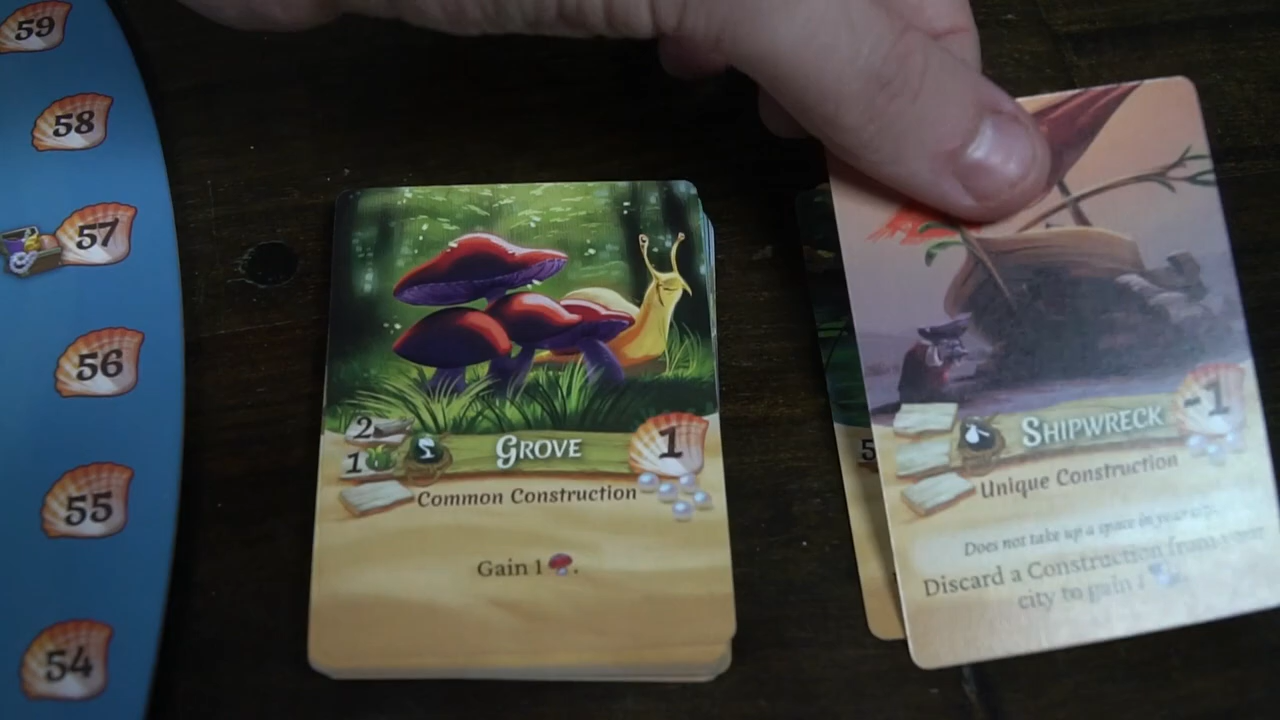 59
58
57
56
55
54
2
1
GROVE
1
Common Construction
Gain 1
5
SHIPWRECK
-1
Unique Construction
Does not take up a space in your city.
Discard a Construction from your
city to gain 1